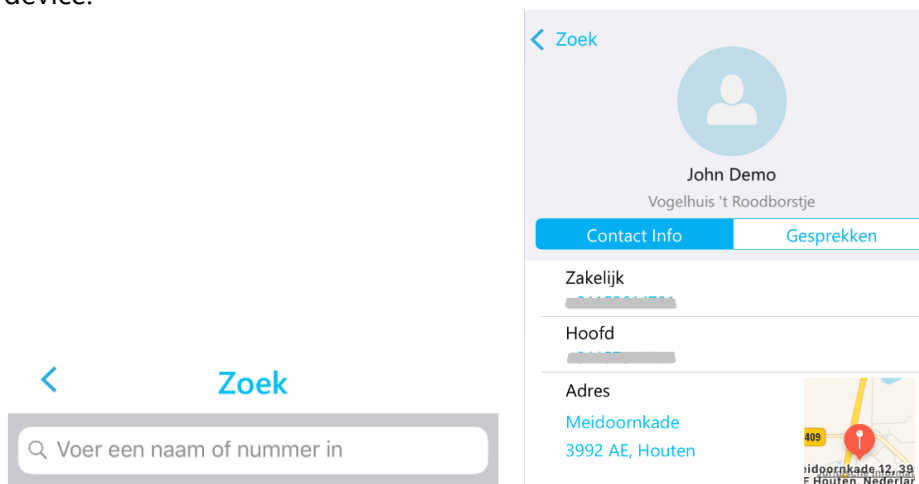 device.
Zoek
Voer een naam of nummer in
Zoek
John Demo
Vogelhuis 't Roodborstje
Contact Info
Gesprekken
Zakelijk
Hoofd
Adres
Meidoornkade
3992 AE, Houten
409
eidoornkade 12, 39
E Houten, Nederlar